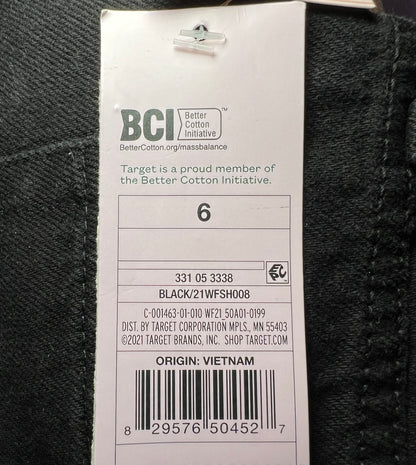 BCI Better Cotton Initiative™
BetterCotton.org/massbalance
Target is a proud member of
the Better Cotton Initiative.
6
EPC
331 05 3338
BLACK/21WFSH008
C-001463-01-010 WF21_50A01-0199
DIST. BY TARGET CORPORATION MPLS., MN 55403
©2021 TARGET BRANDS, INC. SHOP TARGET.COM
ORIGIN: VIETNAM
8 29576 50452 7